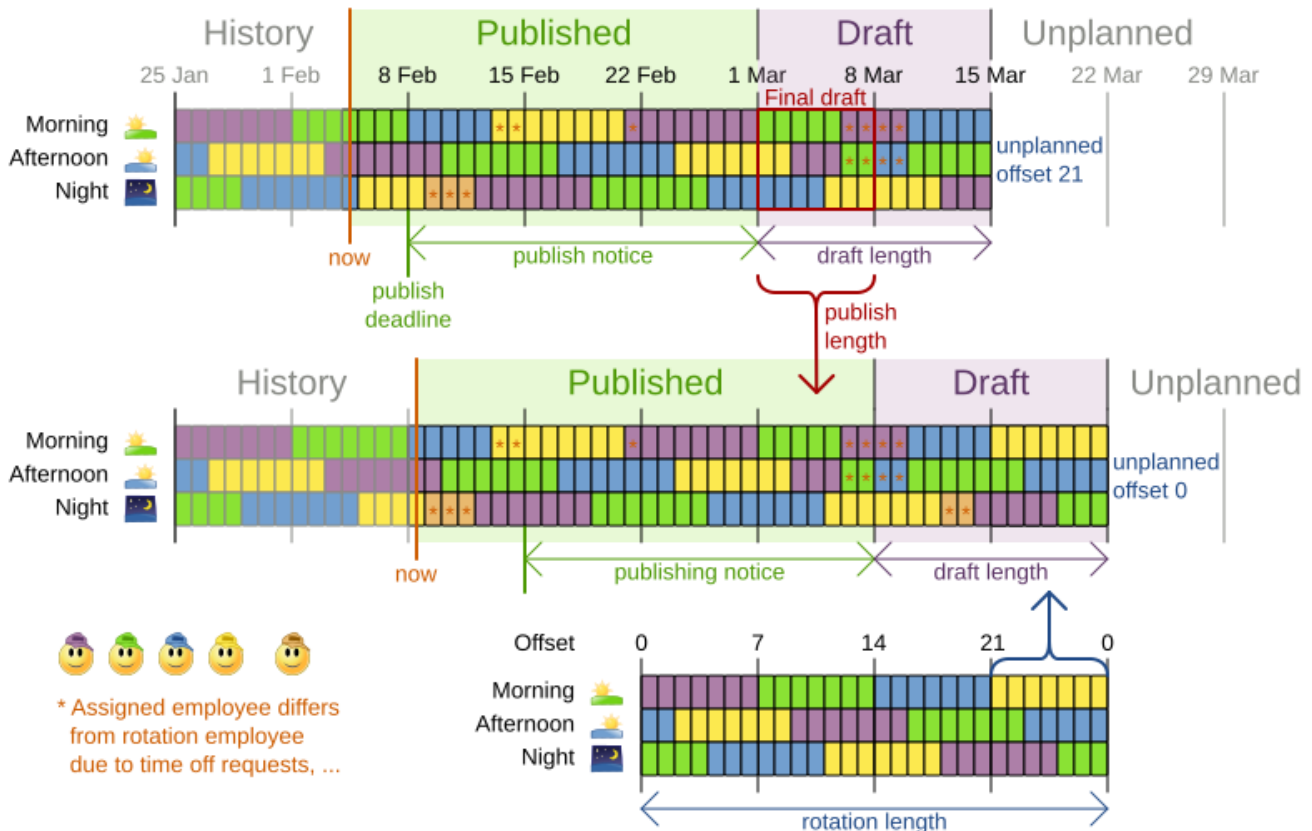 History Published Draft Unplanned
25 Jan 1 Feb 8 Feb 15 Feb 22 Feb 1 Mar 8 Mar 15 Mar 22 Mar 29 Mar
Final draft
Morning * * * * * * *
Afternoon * * * *
unplanned
offset 21
Night * * *
now publish notice draft length
publish
deadline
publish
length
History Published Draft Unplanned
Morning * * * * * * *
Afternoon * * * *
unplanned
offset 0
Night * * * * *
now publishing notice draft length
Offset 0 7 14 21 0
Morning
Afternoon
Night
rotation length
* Assigned employee differs
from rotation employee
due to time off requests, ...